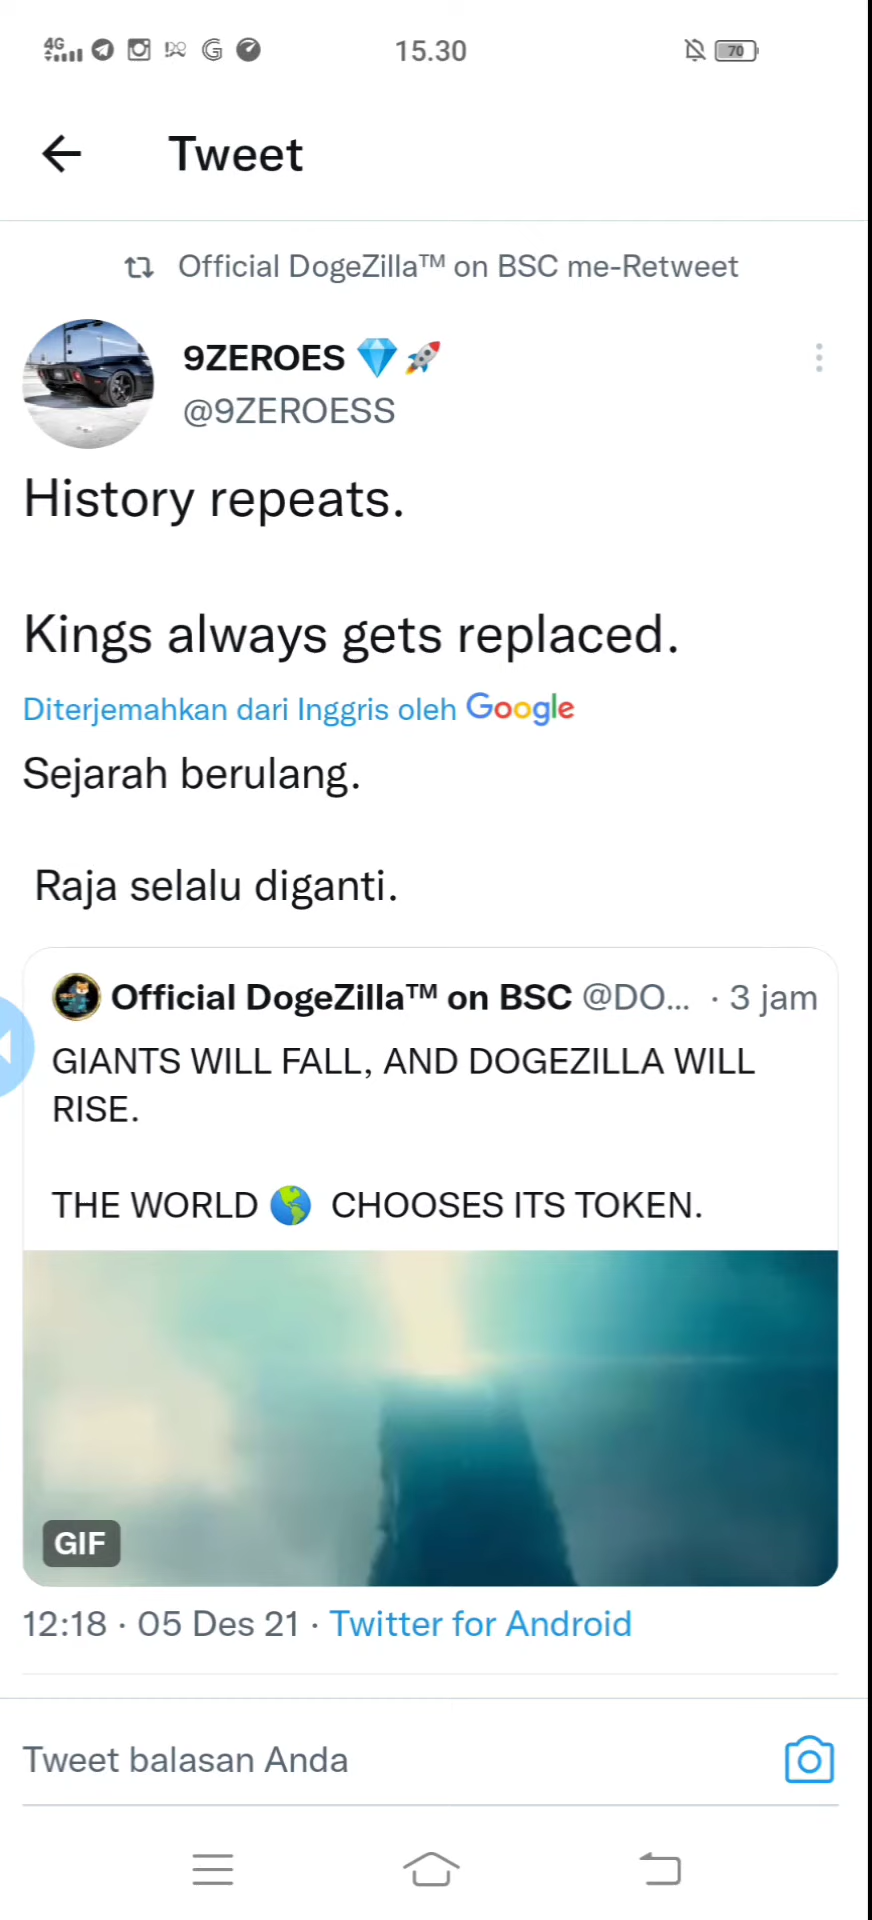 4G 15.30 70
Tweet
Official DogeZilla™ on BSC me-Retweet
9ZEROES 💎🚀
@9ZEROESS
History repeats.
Kings always gets replaced.
Diterjemahkan dari Inggris oleh Google
Sejarah berulang.
Raja selalu diganti.
Official DogeZilla™ on BSC @DO... · 3 jam
GIANTS WILL FALL, AND DOGEZILLA WILL
RISE.
THE WORLD 🌎 CHOOSES ITS TOKEN.
GIF
12:18 · 05 Des 21 · Twitter for Android
Tweet balasan Anda